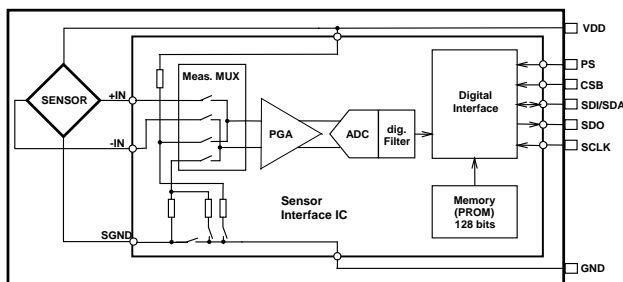 VDD
PS
CSB
SDI/SDA
SDO
SCLK
GND
SENSOR
+IN
-IN
SGND
Meas. MUX
PGA
ADC
dig.
Filter
Digital
Interface
Memory
(PROM)
128 bits
Sensor
Interface IC